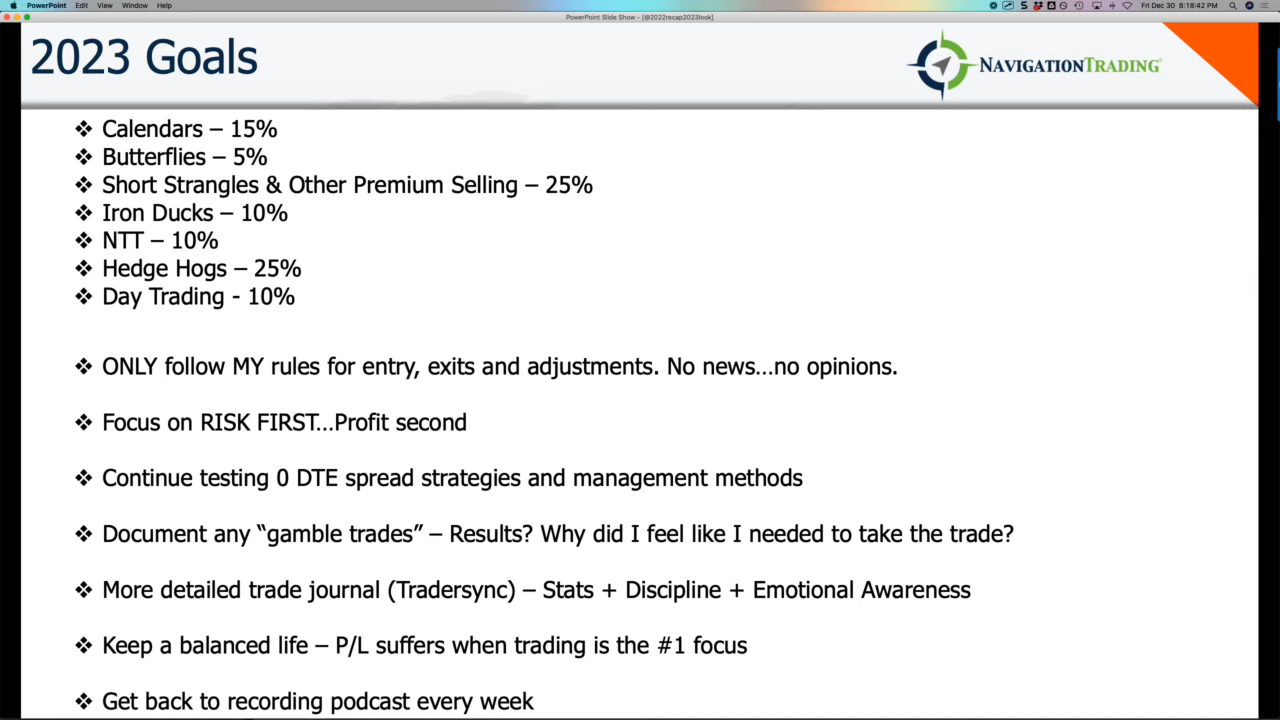 PowerPoint Edit View Window Help Fri Dec 30 8:18:42 PM
PowerPoint Slide Show - [@2022recap2023look]
2023 Goals
NAVIGATIONTRADING
❖ Calendars – 15%
❖ Butterflies – 5%
❖ Short Strangles & Other Premium Selling – 25%
❖ Iron Ducks – 10%
❖ NTT – 10%
❖ Hedge Hogs – 25%
❖ Day Trading - 10%
❖ ONLY follow MY rules for entry, exits and adjustments. No news…no opinions.
❖ Focus on RISK FIRST…Profit second
❖ Continue testing 0 DTE spread strategies and management methods
❖ Document any “gamble trades” – Results? Why did I feel like I needed to take the trade?
❖ More detailed trade journal (Tradersync) – Stats + Discipline + Emotional Awareness
❖ Keep a balanced life – P/L suffers when trading is the #1 focus
❖ Get back to recording podcast every week